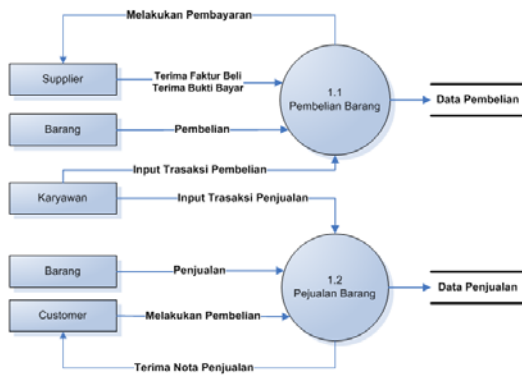 Melakukan Pembayaran
Supplier
Terima Faktur Beli
Terima Bukti Bayar
1.1
Pembelian Barang
Data Pembelian
Barang
Pembelian
Input Trasaksi Pembelian
Karyawan
Input Trasaksi Penjualan
Barang
Penjualan
1.2
Pejualan Barang
Data Penjualan
Customer
Melakukan Pembelian
Terima Nota Penjualan